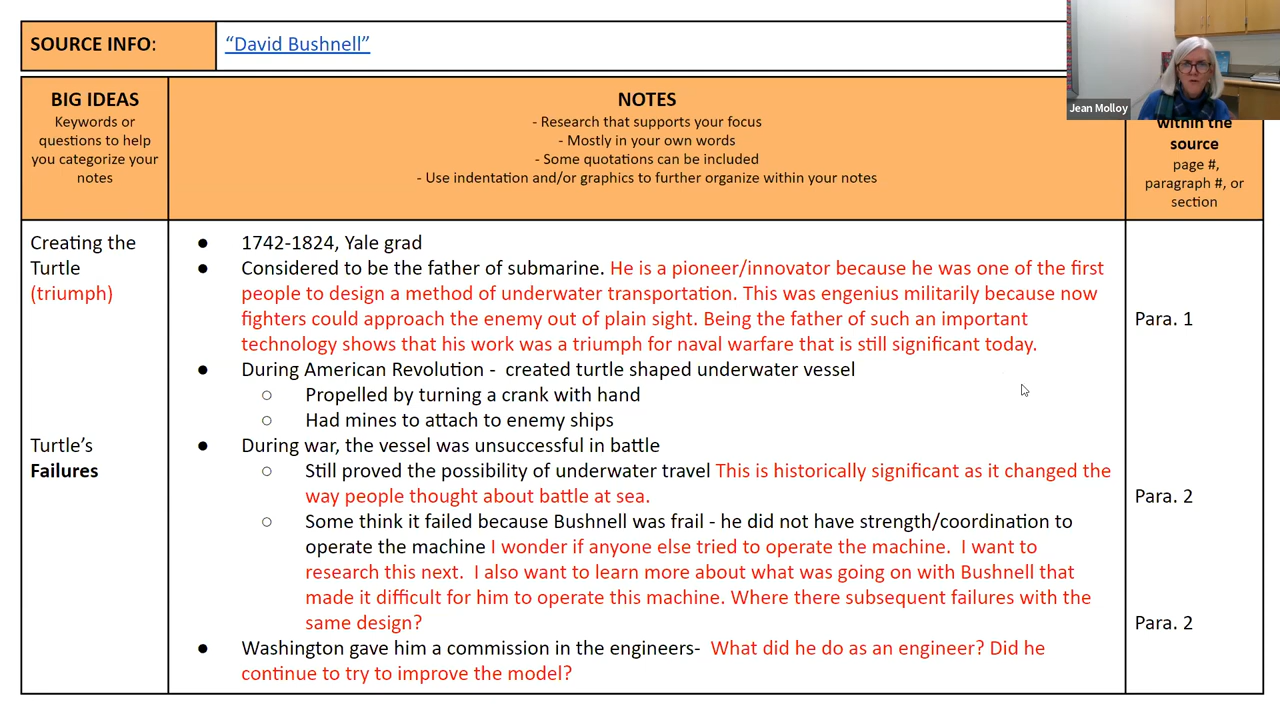 SOURCE INFO:
“David Bushnell”
Jean Molloy
BIG IDEAS
Keywords or
questions to help
you categorize your
notes
NOTES
- Research that supports your focus
- Mostly in your own words
- Some quotations can be included
- Use indentation and/or graphics to further organize within your notes
within the
source
page #,
paragraph #, or
section
Creating the
Turtle
(triumph)
● 1742-1824, Yale grad
● Considered to be the father of submarine. He is a pioneer/innovator because he was one of the first
people to design a method of underwater transportation. This was engenius militarily because now
fighters could approach the enemy out of plain sight. Being the father of such an important
technology shows that his work was a triumph for naval warfare that is still significant today.
Para. 1
● During American Revolution - created turtle shaped underwater vessel
○ Propelled by turning a crank with hand
○ Had mines to attach to enemy ships
Turtle’s
Failures
● During war, the vessel was unsuccessful in battle
○ Still proved the possibility of underwater travel This is historically significant as it changed the
way people thought about battle at sea.
Para. 2
○ Some think it failed because Bushnell was frail - he did not have strength/coordination to
operate the machine I wonder if anyone else tried to operate the machine. I want to
research this next. I also want to learn more about what was going on with Bushnell that
made it difficult for him to operate this machine. Where there subsequent failures with the
same design?
Para. 2
● Washington gave him a commission in the engineers- What did he do as an engineer? Did he
continue to try to improve the model?